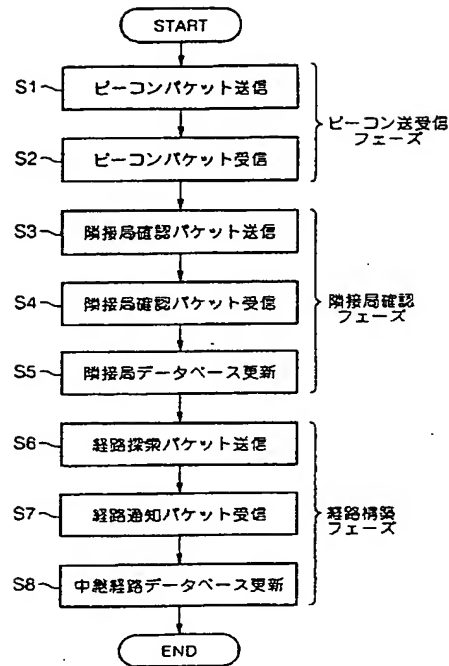 START
S1
ビーコンパケット送信
S2
ビーコンパケット受信
ビーコン送受信
フェーズ
S3
隣接局確認パケット送信
S4
隣接局確認パケット受信
S5
隣接局データベース更新
隣接局確認
フェーズ
S6
経路探索パケット送信
S7
経路通知パケット受信
S8
中継経路データベース更新
経路構築
フェーズ
END